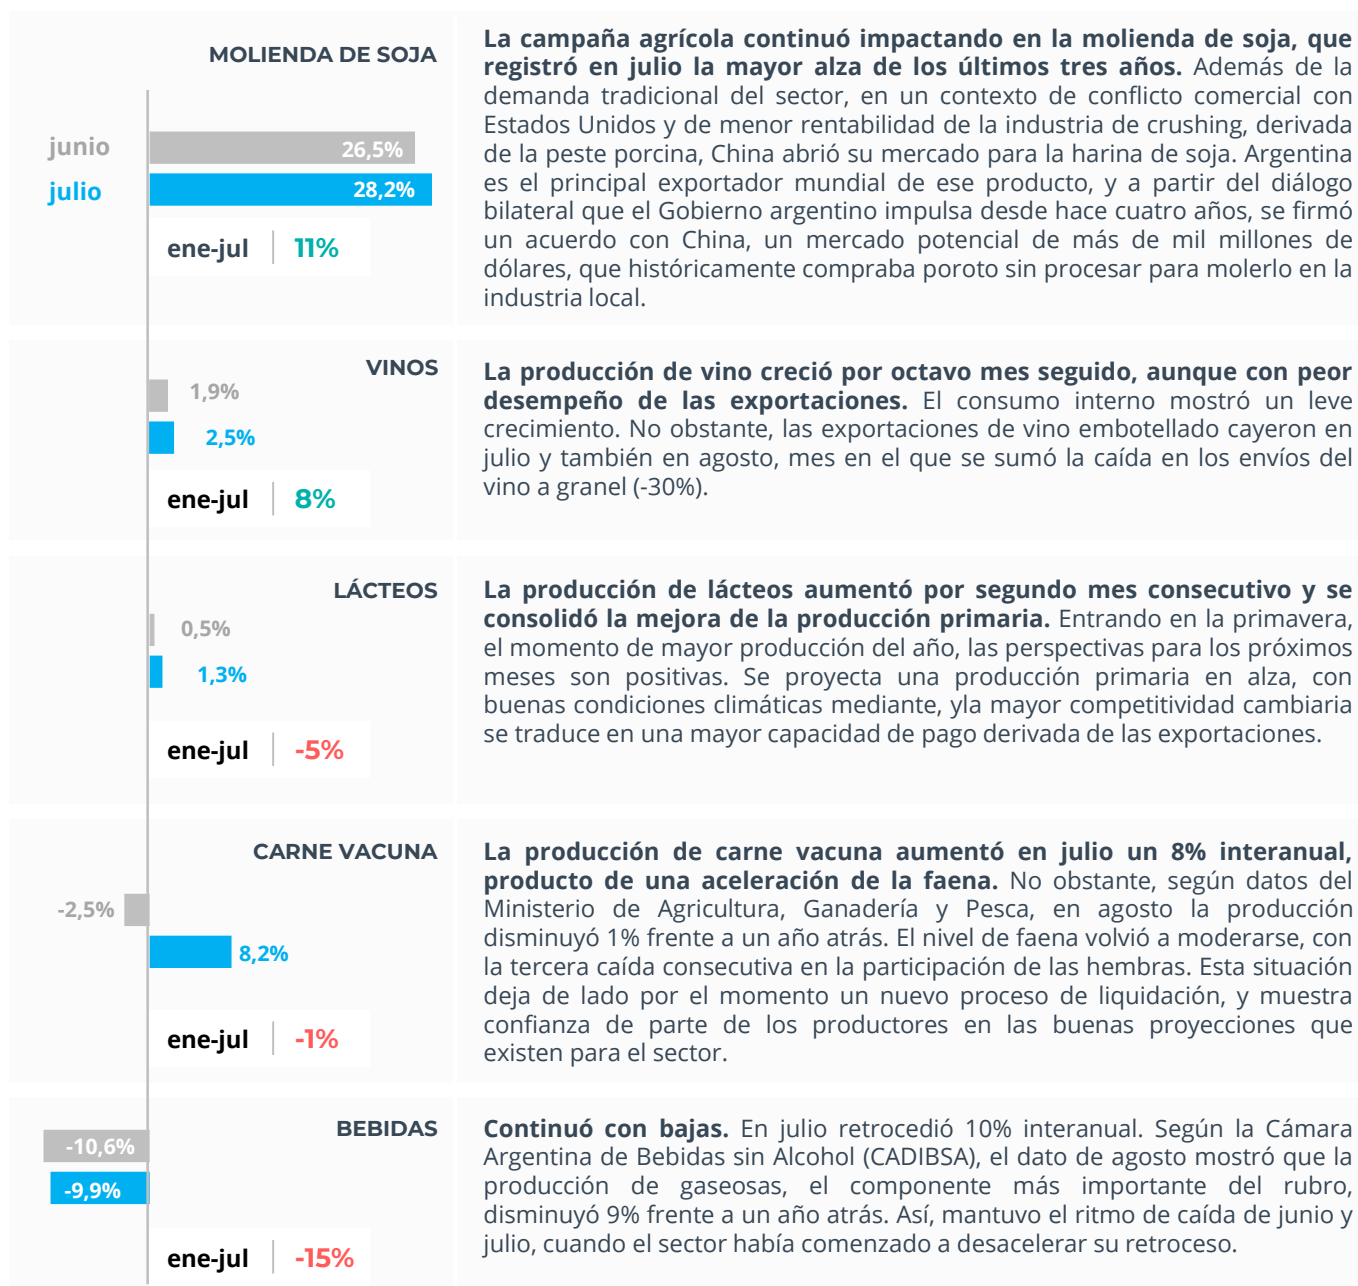 MOLIENDA DE SOJA
junio
26,5%
julio
28,2%
ene-jul
11%
La campaña agrícola continuó impactando en la molienda de soja, que
registró en julio la mayor alza de los últimos tres años. Además de la
demanda tradicional del sector, en un contexto de conflicto comercial con
Estados Unidos y de menor rentabilidad de la industria de crushing, derivada
de la peste porcina, China abrió su mercado para la harina de soja. Argentina
es el principal exportador mundial de ese producto, y a partir del diálogo
bilateral que el Gobierno argentino impulsa desde hace cuatro años, se firmó
un acuerdo con China, un mercado potencial de más de mil millones de
dólares, que históricamente compraba poroto sin procesar para molerlo en la
industria local.
VINOS
1,9%
2,5%
ene-jul
8%
La producción de vino creció por octavo mes seguido, aunque con peor
desempeño de las exportaciones. El consumo interno mostró un leve
crecimiento. No obstante, las exportaciones de vino embotellado cayeron en
julio y también en agosto, mes en el que se sumó la caída en los envíos del
vino a granel (-30%).
LÁCTEOS
0,5%
1,3%
ene-jul
-5%
La producción de lácteos aumentó por segundo mes consecutivo y se
consolidó la mejora de la producción primaria. Entrando en la primavera,
el momento de mayor producción del año, las perspectivas para los próximos
meses son positivas. Se proyecta una producción primaria en alza, con
buenas condiciones climáticas mediante, yla mayor competitividad cambiaria
se traduce en una mayor capacidad de pago derivada de las exportaciones.
CARNE VACUNA
-2,5%
8,2%
ene-jul
-1%
La producción de carne vacuna aumentó en julio un 8% interanual,
producto de una aceleración de la faena. No obstante, según datos del
Ministerio de Agricultura, Ganadería y Pesca, en agosto la producción
disminuyó 1% frente a un año atrás. El nivel de faena volvió a moderarse, con
la tercera caída consecutiva en la participación de las hembras. Esta situación
deja de lado por el momento un nuevo proceso de liquidación, y muestra
confianza de parte de los productores en las buenas proyecciones que
existen para el sector.
BEBIDAS
-10,6%
-9,9%
ene-jul
-15%
Continuó con bajas. En julio retrocedió 10% interanual. Según la Cámara
Argentina de Bebidas sin Alcohol (CADIBSA), el dato de agosto mostró que la
producción de gaseosas, el componente más importante del rubro,
disminuyó 9% frente a un año atrás. Así, mantuvo el ritmo de caída de junio y
julio, cuando el sector había comenzado a desacelerar su retroceso.